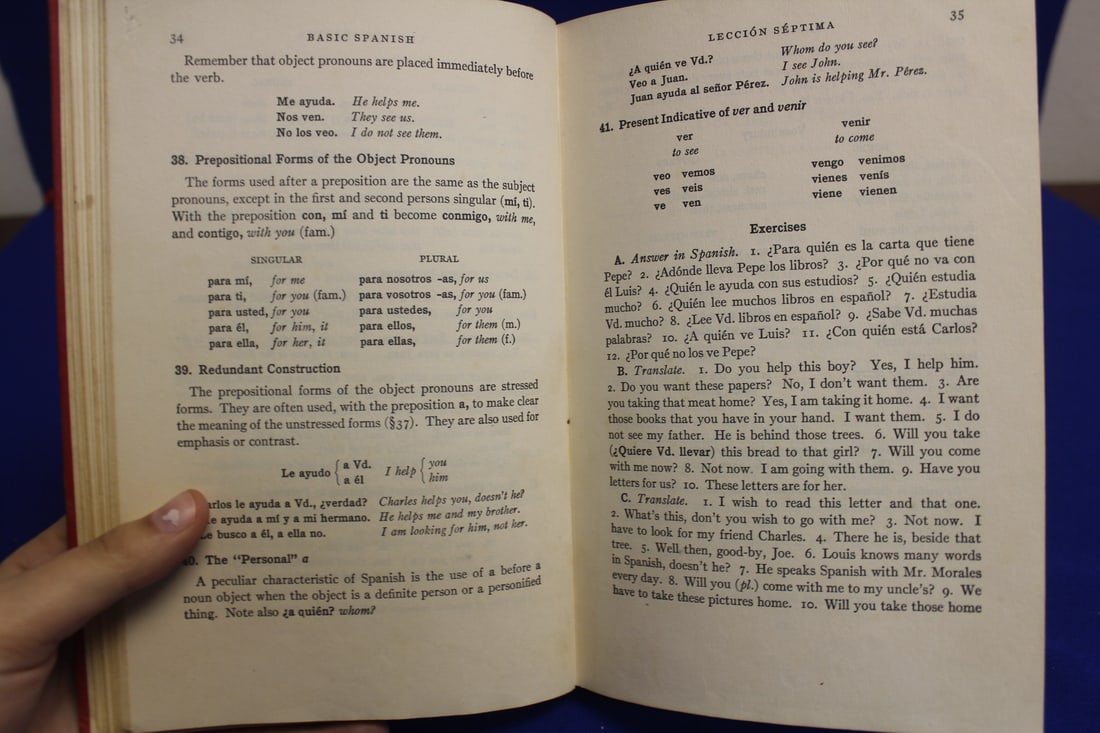 34 BASIC SPANISH
Remember that object pronouns are placed immediately before
the verb.
Me ayuda. He helps me.
Nos ven. They see us.
No los veo. I do not see them.
38. Prepositional Forms of the Object Pronouns
The forms used after a preposition are the same as the subject
pronouns, except in the first and second persons singular (mí, ti).
With the preposition con, mí and ti become conmigo, with me,
and contigo, with you (fam.)
SINGULAR PLURAL
para mí, for me para nosotros -as, for us
para ti, for you (fam.) para vosotros -as, for you (fam.)
para usted, for you para ustedes, for you
para él, for him, it para ellos, for them (m.)
para ella, for her, it para ellas, for them (f.)
39. Redundant Construction
The prepositional forms of the object pronouns are stressed
forms. They are often used, with the preposition a, to make clear
the meaning of the unstressed forms (§37). They are also used for
emphasis or contrast.
Le ayudo { a Vd. I help { you
a él him
arlos le ayuda a Vd., ¿verdad? Charles helps you, doesn't he?
e ayuda a mí y a mi hermano. He helps me and my brother.
Le busco a él, a ella no. I am looking for him, not her.
40. The "Personal" a
A peculiar characteristic of Spanish is the use of a before a
noun object when the object is a definite person or a personified
thing. Note also ¿a quién? whom?
LECCIÓN SÉPTIMA 35
¿A quién ve Vd.? Whom do you see?
Veo a Juan. I see John.
Juan ayuda al señor Pérez. John is helping Mr. Pérez.
41. Present Indicative of ver and venir
ver venir
to see to come
veo vemos vengo venimos
ves veis vienes venís
ve ven viene vienen
Exercises
A. Answer in Spanish. 1. ¿Para quién es la carta que tiene
Pepe? 2. ¿Adónde lleva Pepe los libros? 3. ¿Por qué no va con
él Luis? 4. ¿Quién le ayuda con sus estudios? 5. ¿Quién estudia
mucho? 6. ¿Quién lee muchos libros en español? 7. ¿Estudia
Vd. mucho? 8. ¿Lee Vd. libros en español? 9. ¿Sabe Vd. muchas
palabras? 10. ¿A quién ve Luis? 11. ¿Con quién está Carlos?
12. ¿Por qué no los ve Pepe?
B. Translate. 1. Do you help this boy? Yes, I help him.
2. Do you want these papers? No, I don't want them. 3. Are
you taking that meat home? Yes, I am taking it home. 4. I want
those books that you have in your hand. I want them. 5. I do
not see my father. He is behind those trees. 6. Will you take
(¿Quiere Vd. llevar) this bread to that girl? 7. Will you come
with me now? 8. Not now. I am going with them. 9. Have you
letters for us? 10. These letters are for her.
C. Translate. 1. I wish to read this letter and that one.
2. What's this, don't you wish to go with me? 3. Not now. I
have to look for my friend Charles. 4. There he is, beside that
tree. 5. Well then, good-by, Joe. 6. Louis knows many words
in Spanish, doesn't he? 7. He speaks Spanish with Mr. Morales
every day. 8. Will you (pl.) come with me to my uncle's? 9. We
have to take these pictures home. 10. Will you take those home